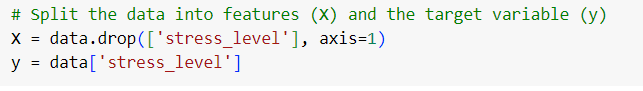 # Split the data into features (X) and the target variable (y)
X = data.drop(['stress_level'], axis=1)
y = data['stress_level']